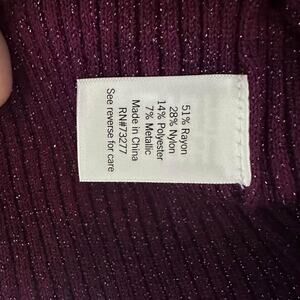 51% Rayon
28% Nylon
14% Polyester
7% Metallic
Made in China
RN#73277
See reverse for care